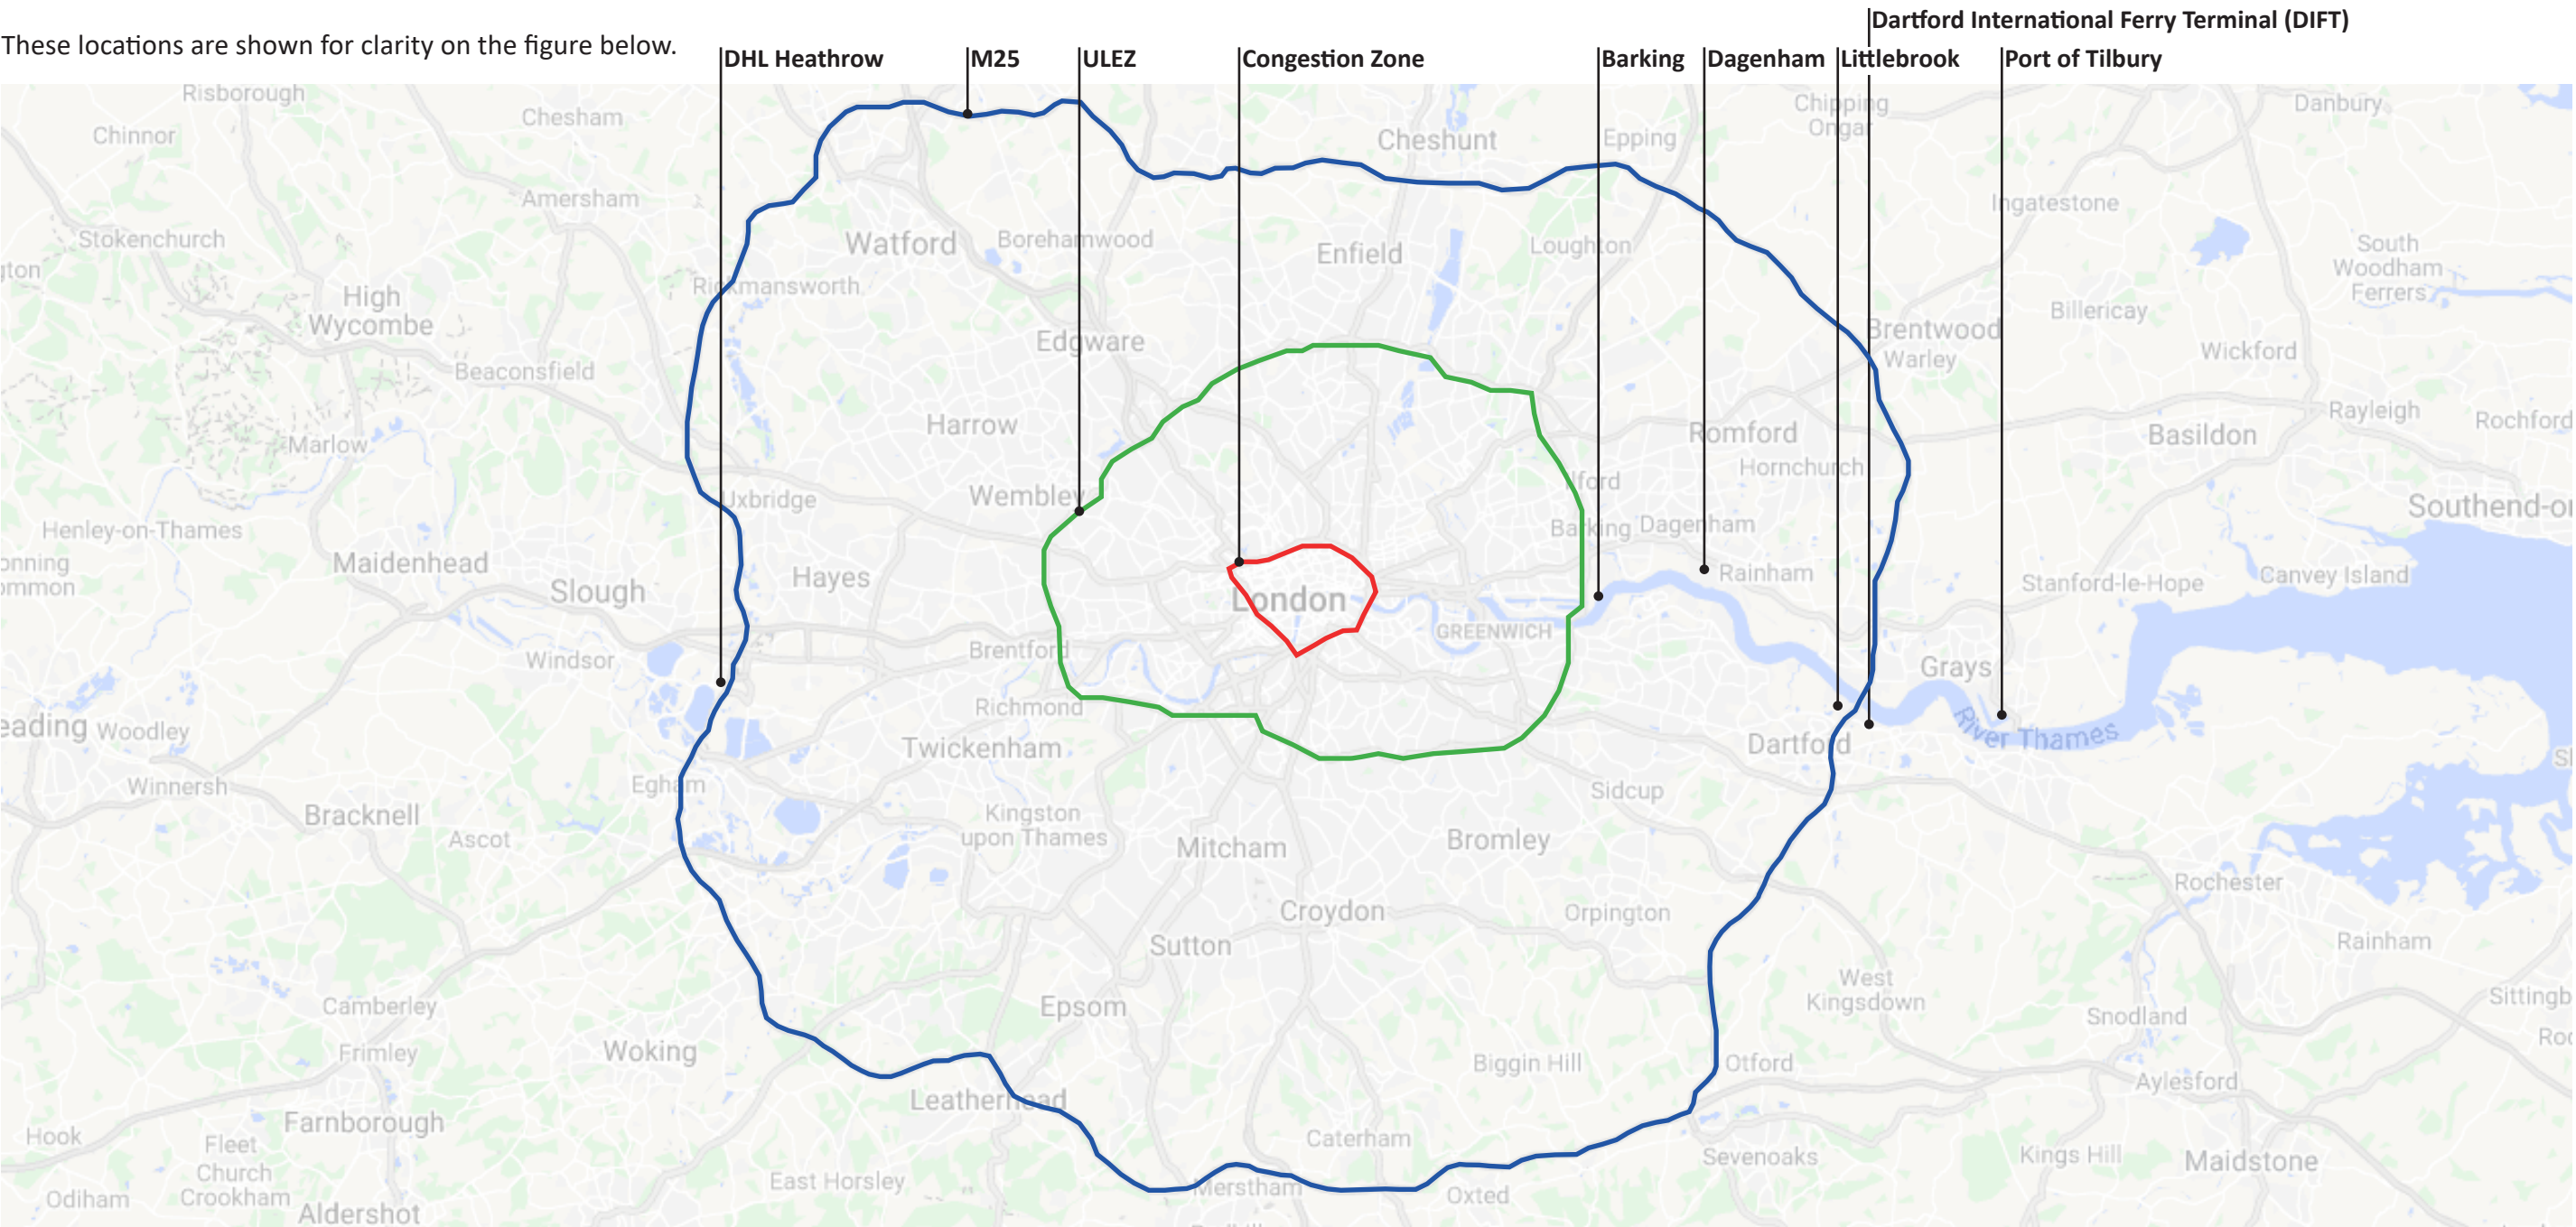 Dartford International Ferry Terminal (DIFT)
These locations are shown for clarity on the figure below.
DHL Heathrow
M25
ULEZ
Congestion Zone
Barking
Dagenham
Littlebrook
Port of Tilbury
Risborough
Chesham
Chipping
Ongar
Danbury
Chinnor
Cheshunt
Epping
Amersham
Ingatestone
Stokenchurch
Watford
Borehamwood
Enfield
Loughton
South
Woodham
Ferrers
gton
High
Wycombe
Rickmansworth
Billericay
Brentwood
Warley
Edgware
Wickford
Beaconsfield
Harrow
Romford
Basildon
Rayleigh
Rochford
Marlow
Hornchurch
Uxbridge
Wembley
Ilford
Southend-o
Henley-on-Thames
Barking
Dagenham
Maidenhead
Slough
Hayes
Rainham
Stanford-le-Hope
Canvey Island
onning
ommon
London
GREENWICH
Windsor
Brentford
Grays
Richmond
eading
Woodley
Twickenham
Dartford
River Thames
Winnersh
Egham
Sidcup
Bracknell
Ascot
Kingston
upon Thames
Mitcham
Bromley
Rochester
Croydon
Orpington
Sutton
Rainham
Camberley
Epsom
West
Kingsdown
Snodland
Sittingb
Frimley
Woking
Biggin Hill
Otford
Aylesford
Leatherhead
Farnborough
Hook
Fleet
Church
Crookham
Caterham
Sevenoaks
Kings Hill
Maidstone
East Horsley
Merstham
Oxted
Odiham
Aldershot